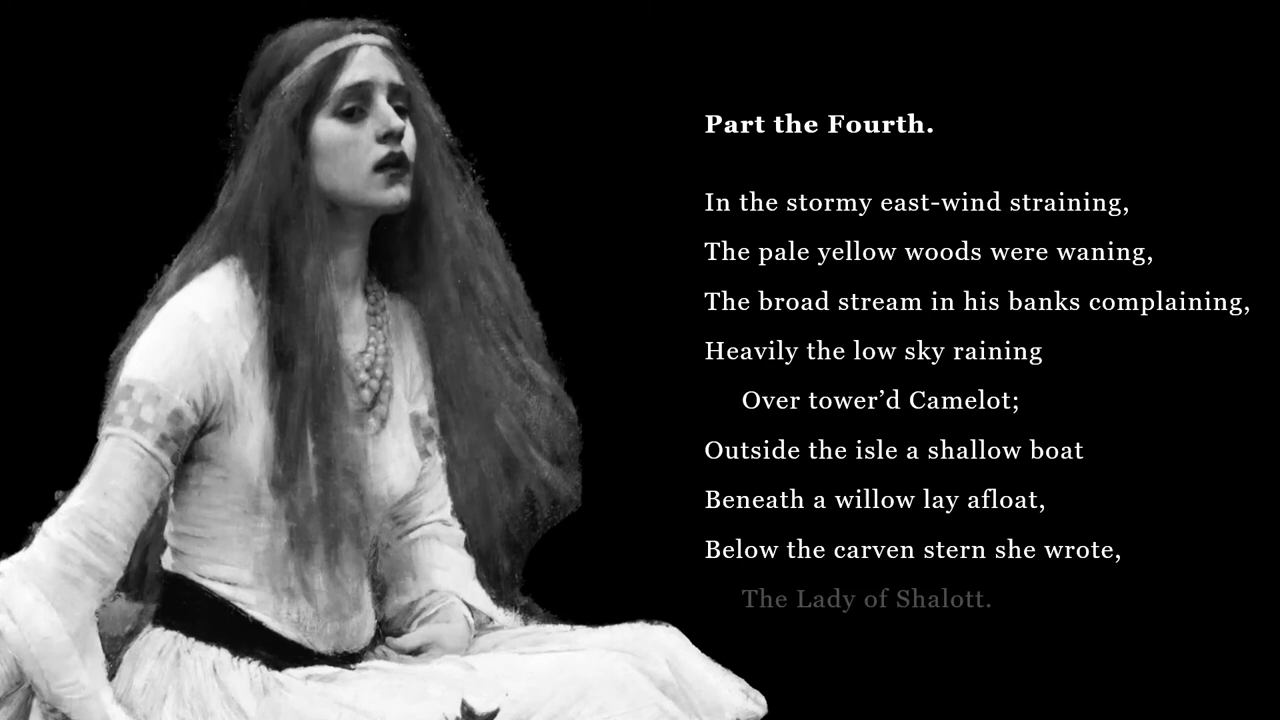 Part the Fourth.
In the stormy east-wind straining,
The pale yellow woods were waning,
The broad stream in his banks complaining,
Heavily the low sky raining
Over tower’d Camelot;
Outside the isle a shallow boat
Beneath a willow lay afloat,
Below the carven stern she wrote,
The Lady of Shalott.